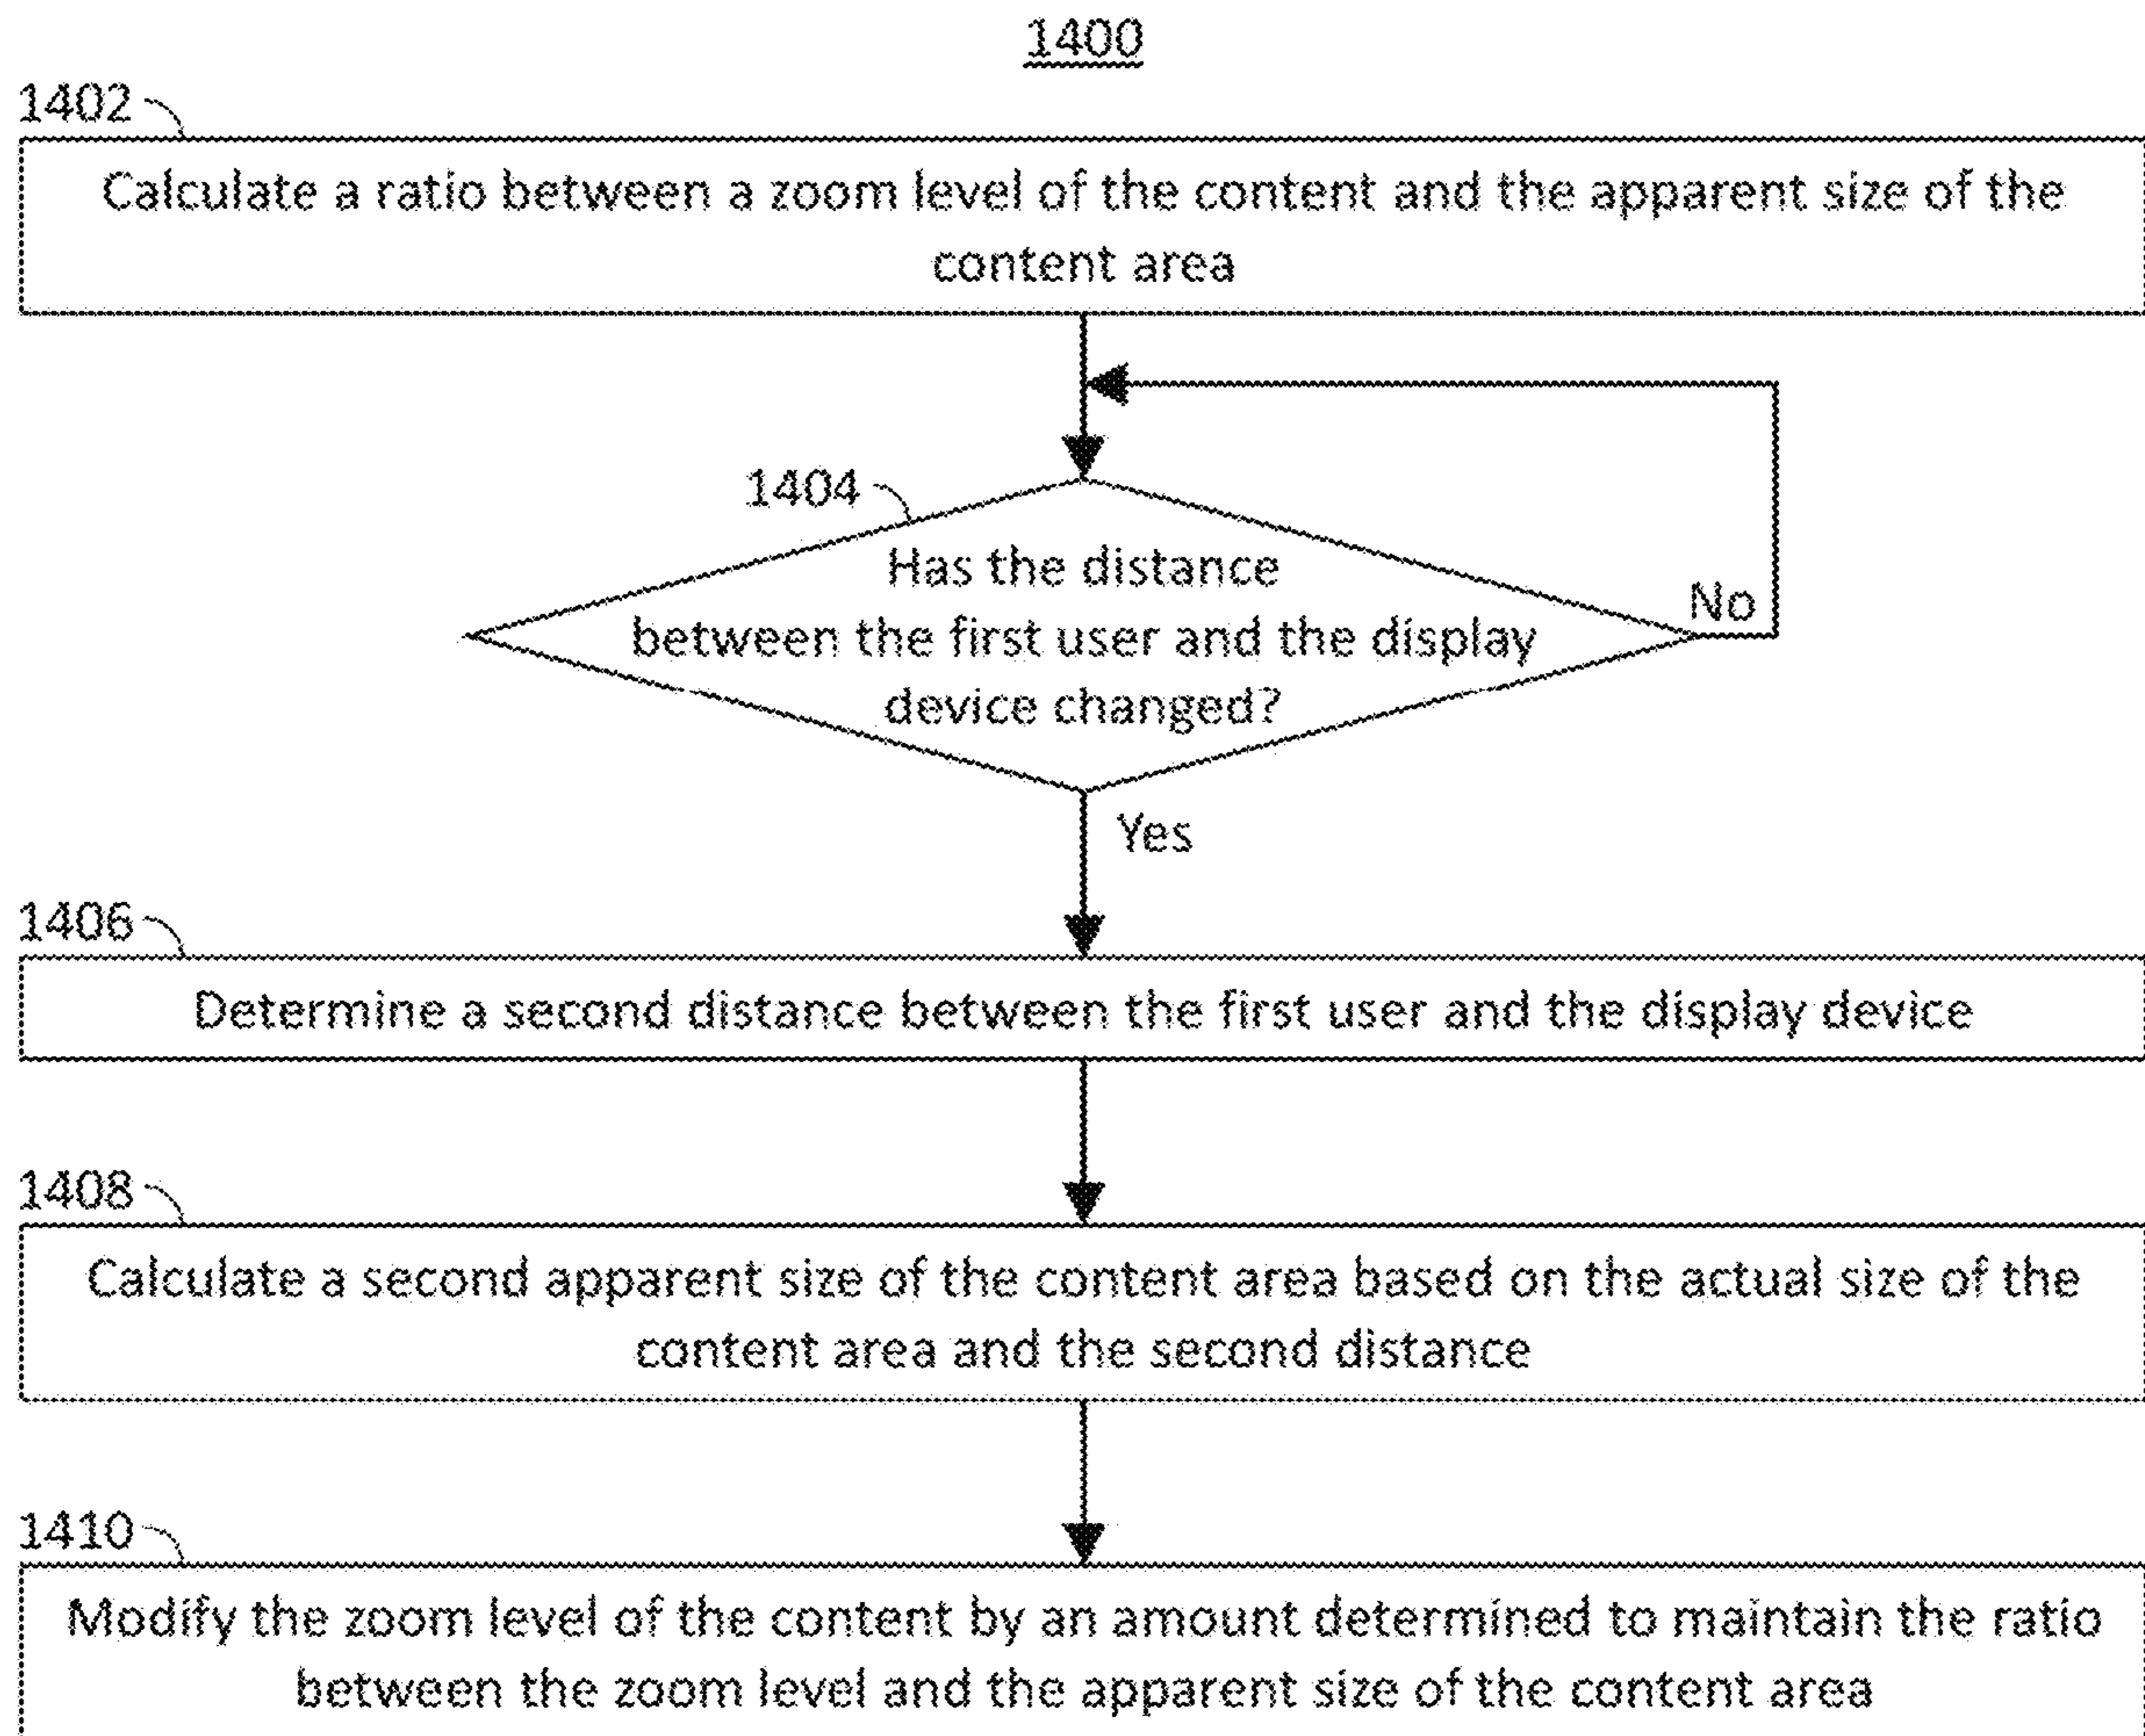 1400
1402
Calculate a ratio between a zoom level of the content and the apparent size of the
content area
1404
Has the distance
between the first user and the display
device changed?
No
Yes
1406
Determine a second distance between the first user and the display device
1408
Calculate a second apparent size of the content area based on the actual size of the
content area and the second distance
1410
Modify the zoom level of the content by an amount determined to maintain the ratio
between the zoom level and the apparent size of the content area